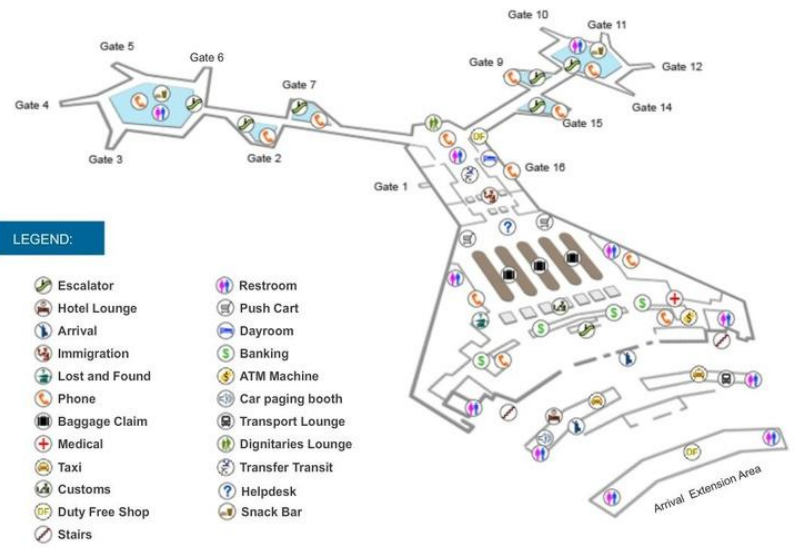 Gate 10
Gate 11
Gate 5
Gate 6
Gate 9
Gate 12
Gate 7
Gate 4
Gate 14
Gate 15
Gate 3
Gate 2
DF
Gate 16
Gate 1
?
LEGEND:
Escalator
Restroom
Hotel Lounge
Push Cart
Arrival
Dayroom
Immigration
$ Banking
Lost and Found
$ ATM Machine
Phone
Car paging booth
Baggage Claim
Transport Lounge
Medical
Dignitaries Lounge
Taxi
Transfer Transit
Customs
? Helpdesk
DF Duty Free Shop
Snack Bar
Stairs
$
$
$
$
$
DF
Arrival Extension Area